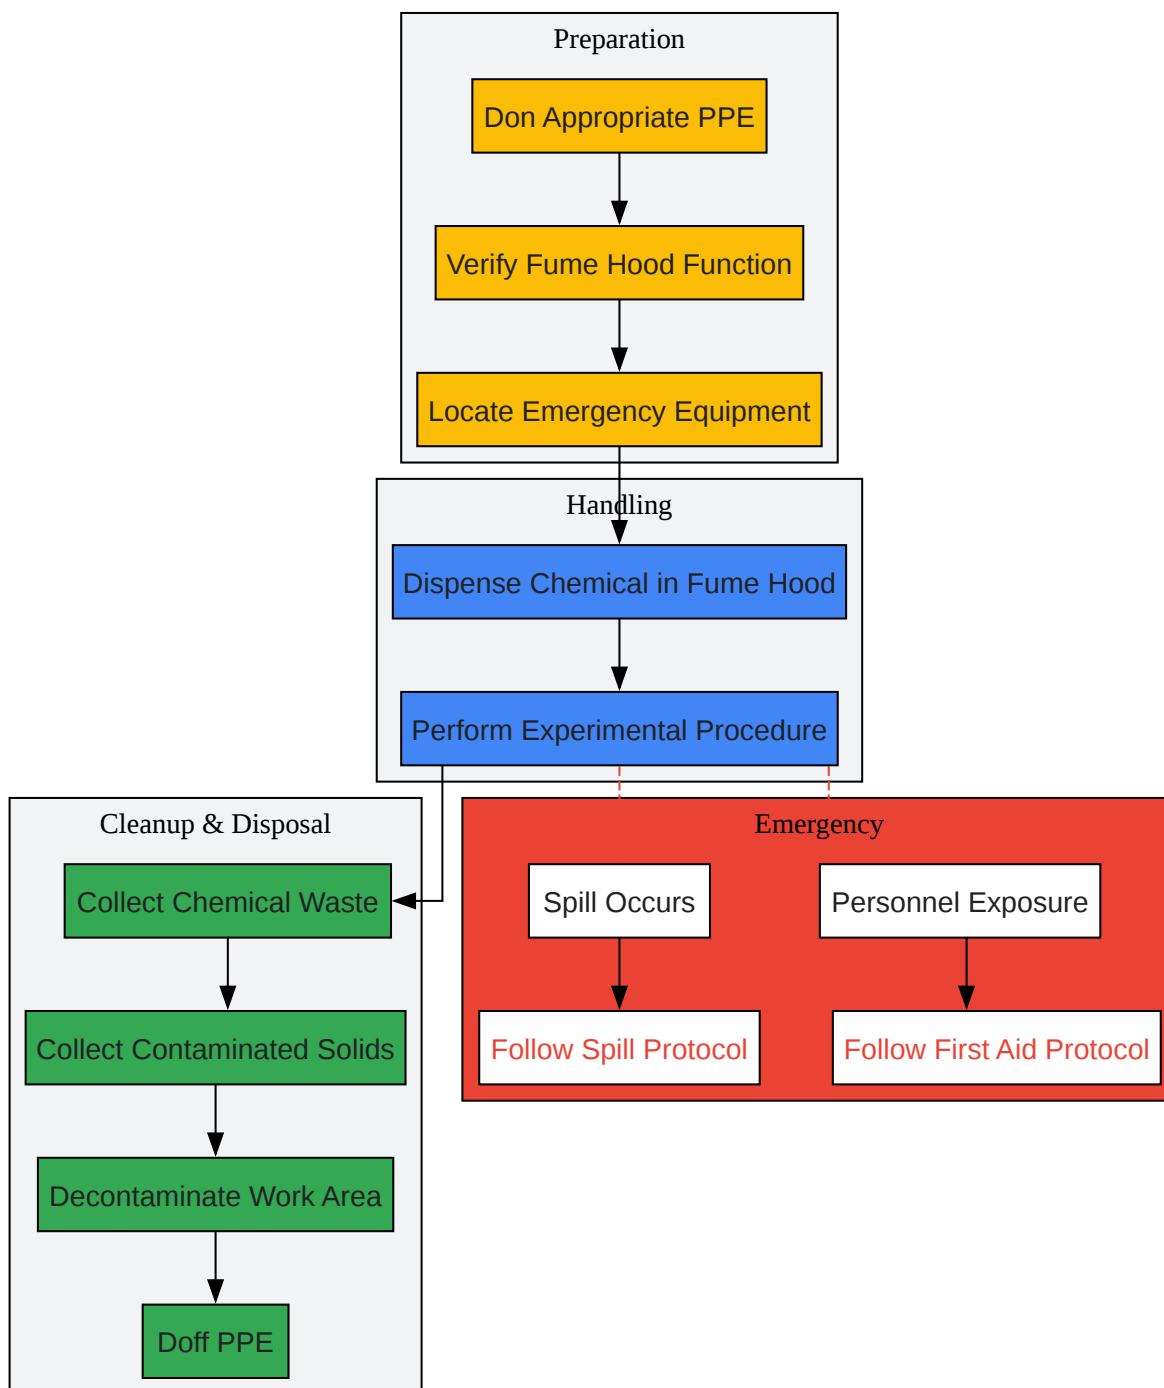 Preparation
Don Appropriate PPE
Verify Fume Hood Function
Locate Emergency Equipment
Handling
Dispense Chemical in Fume Hood
Perform Experimental Procedure
Cleanup & Disposal
Collect Chemical Waste
Collect Contaminated Solids
Decontaminate Work Area
Doff PPE
Emergency
Spill Occurs
Follow Spill Protocol
Personnel Exposure
Follow First Aid Protocol